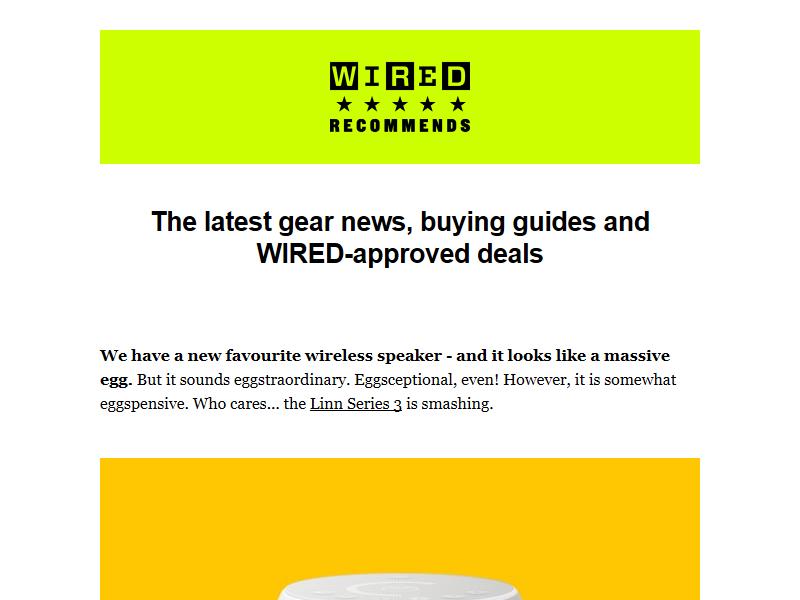 WIRED
RECOMMENDS
The latest gear news, buying guides and
WIRED-approved deals
We have a new favourite wireless speaker - and it looks like a massive
egg. But it sounds eggstraordinary. Eggsceptional, even! However, it is somewhat
eggspensive. Who cares... the Linn Series 3 is smashing.